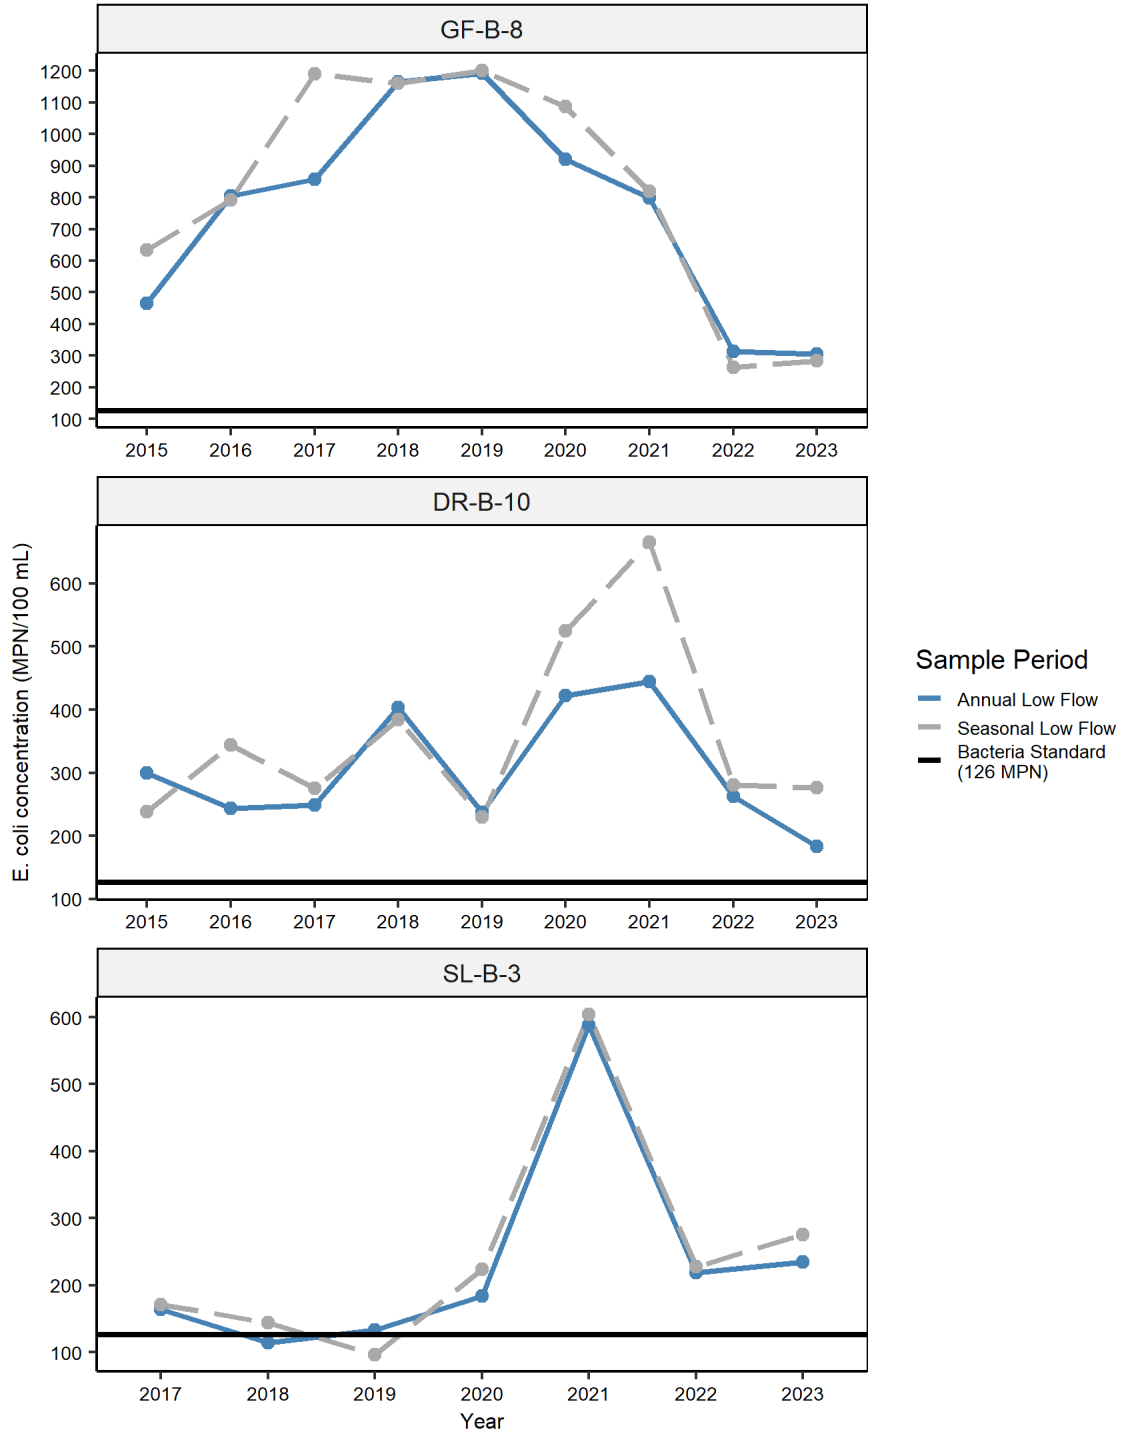 GF-B-8
1200
1100
1000
900
800
700
600
500
400
300
200
100
2015 2016 2017 2018 2019 2020 2021 2022 2023
DR-B-10
600
500
400
300
200
100
2015 2016 2017 2018 2019 2020 2021 2022 2023
SL-B-3
600
500
400
300
200
100
2017 2018 2019 2020 2021 2022 2023
Year
E. coli concentration (MPN/100 mL)
Sample Period
Annual Low Flow
Seasonal Low Flow
Bacteria Standard
(126 MPN)